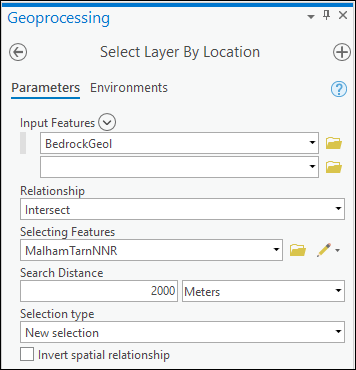 Geoprocessing
Select Layer By Location
Parameters Environments
Input Features
BedrockGeol
Relationship
Intersect
Selecting Features
MalhamTarnNNR
Search Distance
2000 Meters
Selection type
New selection
Invert spatial relationship